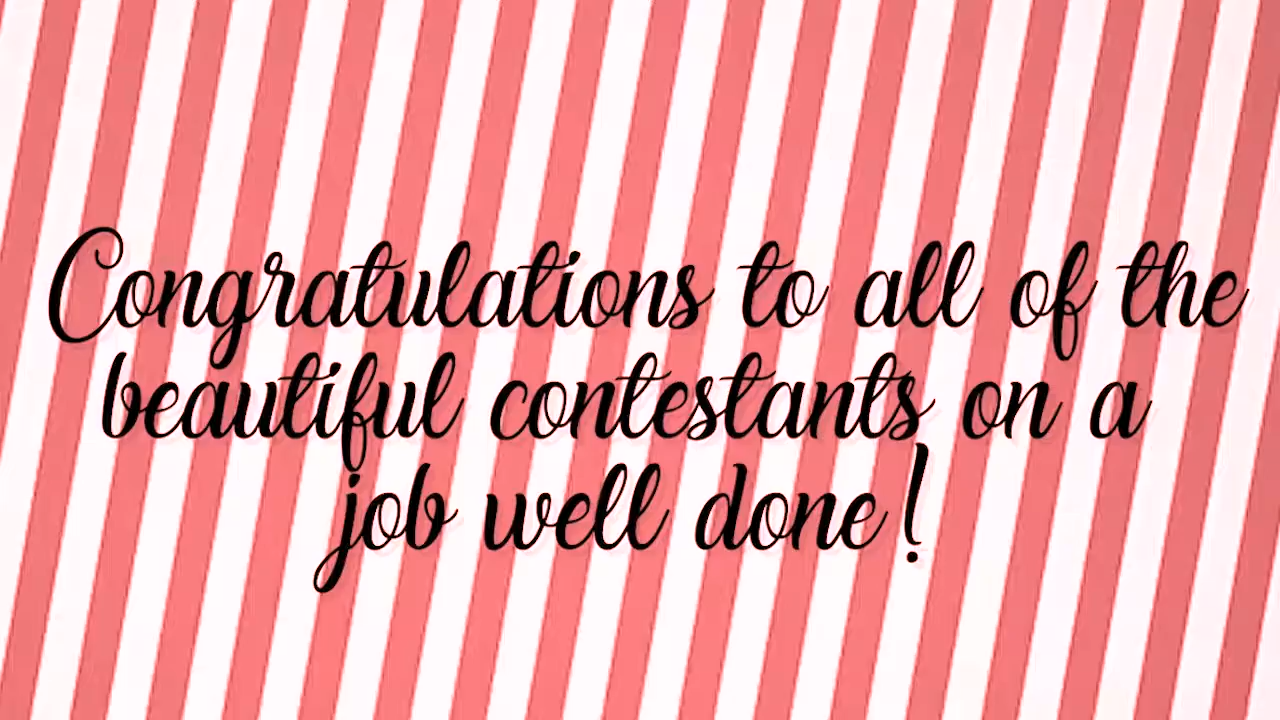 Congratulations to all of the
beautiful contestants on a
job well done!